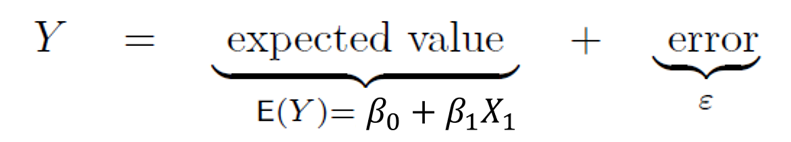 Y = expected value + error
E(Y)= β₀ + β₁X₁ ε